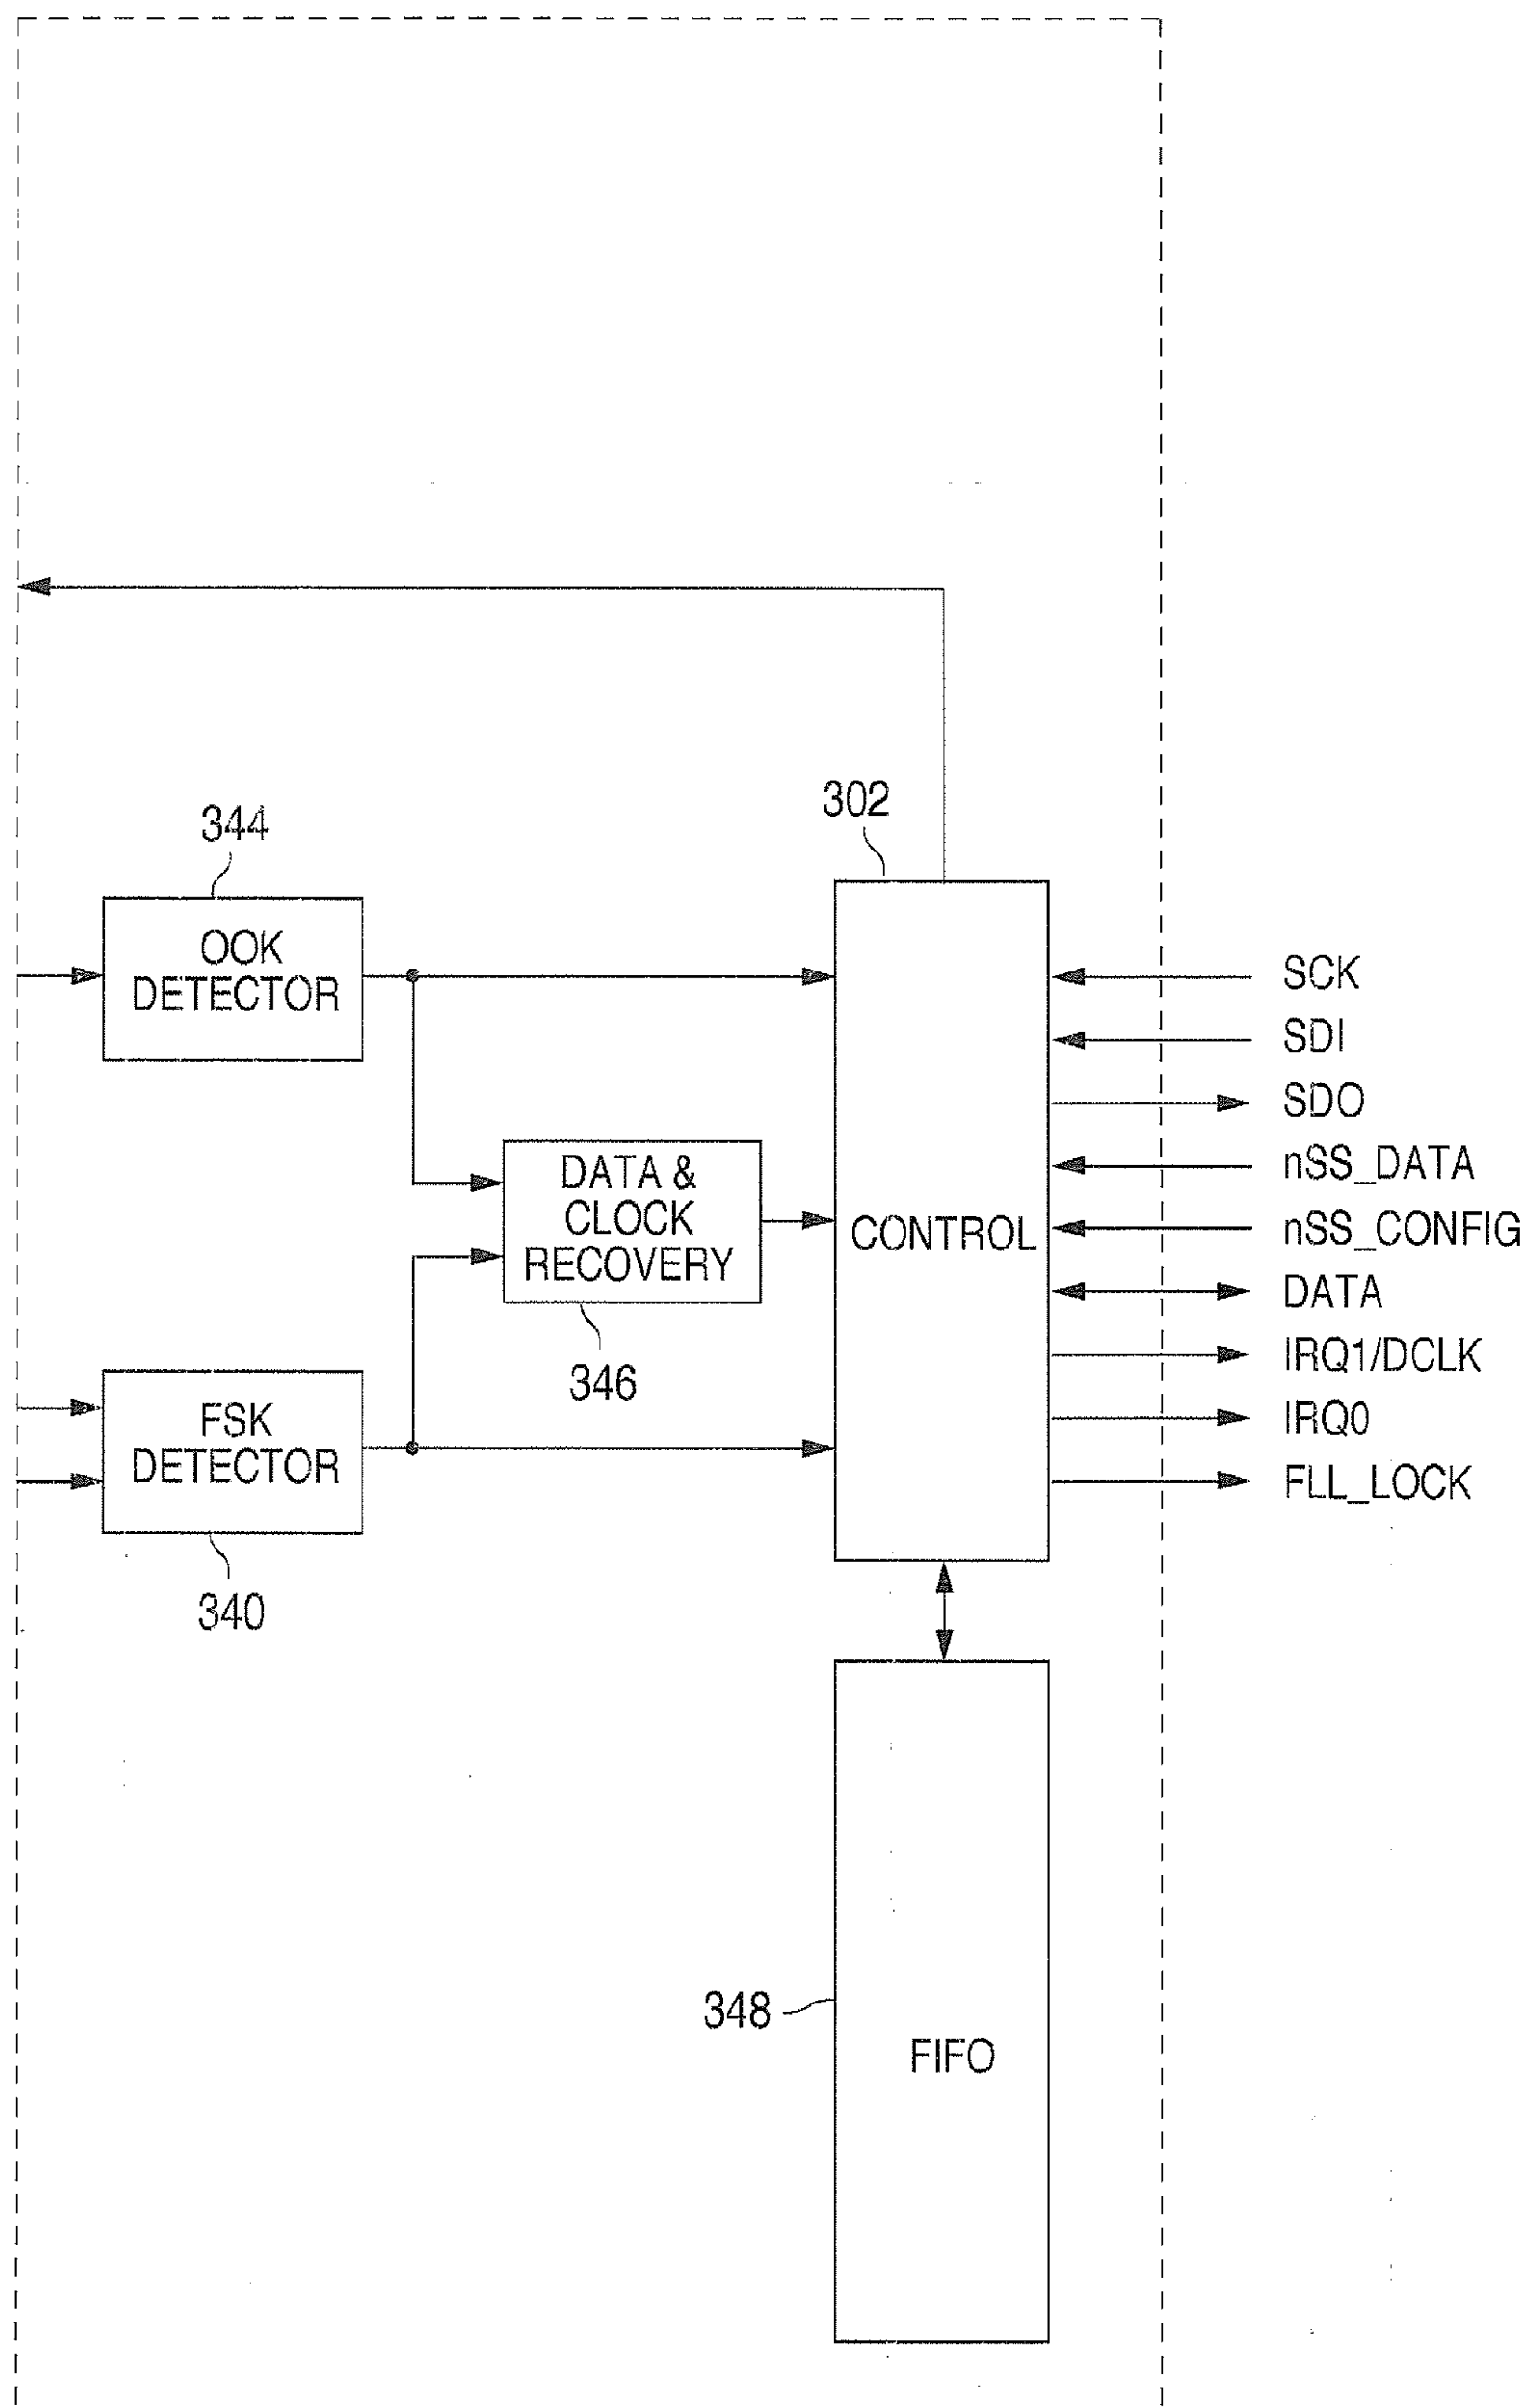 302
344
OOK
DETECTOR
SCK
SDI
SDO
DATA &
CLOCK
RECOVERY
nSS_DATA
CONTROL
nSS_CONFIG
DATA
IRQ1/DCLK
346
FSK
DETECTOR
IRQ0
FLL_LOCK
340
348
FIFO